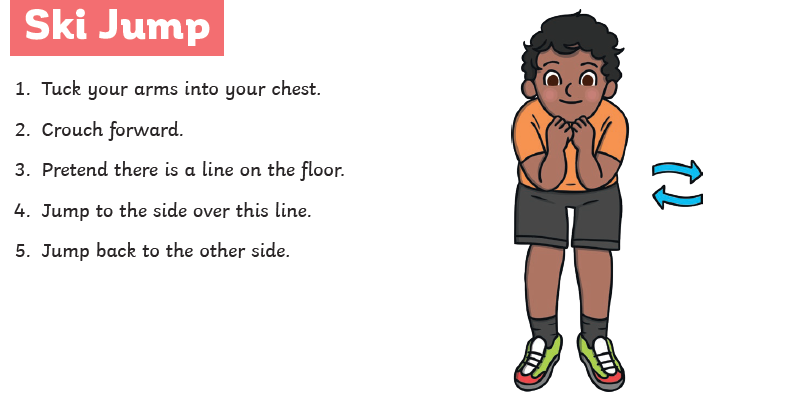 Ski Jump
1. Tuck your arms into your chest.
2. Crouch forward.
3. Pretend there is a line on the floor.
4. Jump to the side over this line.
5. Jump back to the other side.